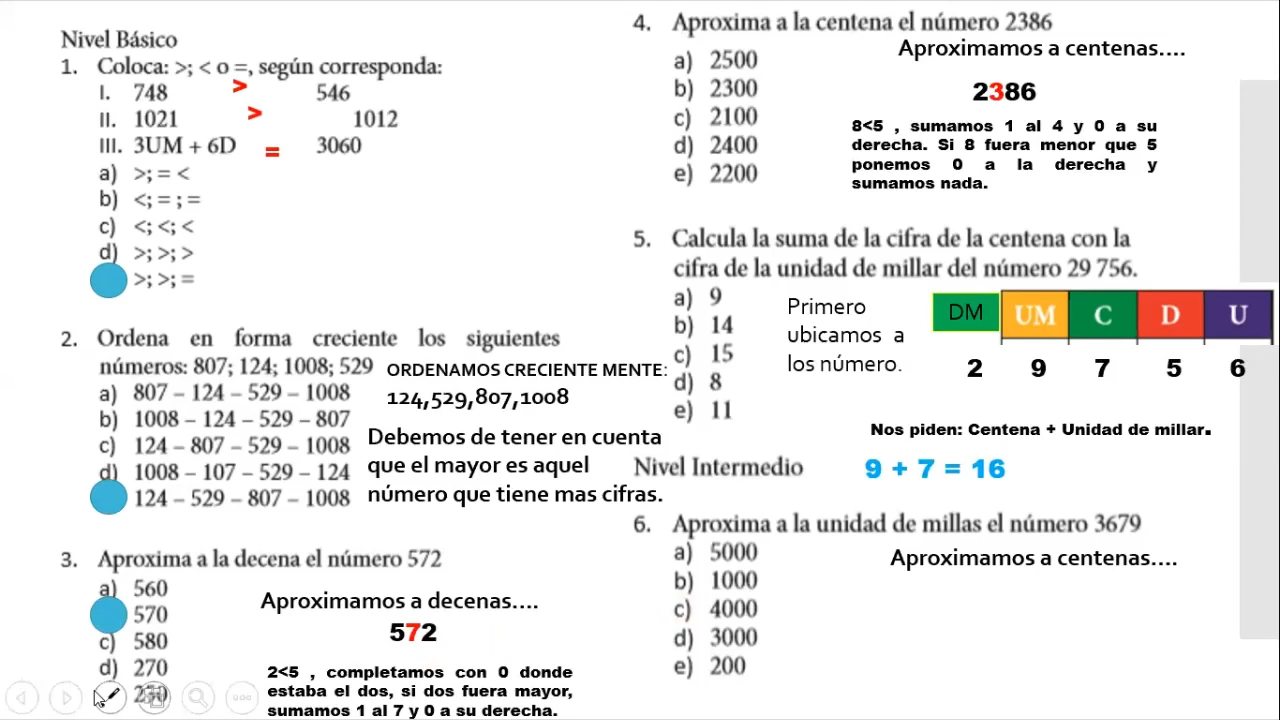 Nivel Básico
1. Coloca: >; < o =, según corresponda:
I. 748 > 546
II. 1021 > 1012
III. 3UM + 6D = 3060
a) >; = <
b) <; = ; =
c) <; <; <
d) >; >; >
>; >; =
2. Ordena en forma creciente los siguientes
números: 807; 124; 1008; 529
a) 807 – 124 – 529 – 1008
b) 1008 – 124 – 529 – 807
c) 124 – 807 – 529 – 1008
d) 1008 – 107 – 529 – 124
124 – 529 – 807 – 1008
ORDENAMOS CRECIENTE MENTE:
124,529,807,1008
Debemos de tener en cuenta
que el mayor es aquel
número que tiene mas cifras.
3. Aproxima a la decena el número 572
a) 560
570
c) 580
d) 270
Aproximamos a decenas....
572
2<5 , completamos con 0 donde
estaba el dos, si dos fuera mayor,
sumamos 1 al 7 y 0 a su derecha.
4. Aproxima a la centena el número 2386
a) 2500
b) 2300
c) 2100
d) 2400
e) 2200
Aproximamos a centenas....
2386
8<5 , sumamos 1 al 4 y 0 a su
derecha. Si 8 fuera menor que 5
ponemos 0 a la derecha y
sumamos nada.
5. Calcula la suma de la cifra de la centena con la
cifra de la unidad de millar del número 29 756.
a) 9
b) 14
c) 15
d) 8
e) 11
Primero
ubicamos a
los número.
DM UM C D U
2 9 7 5 6
Nos piden: Centena + Unidad de millar.
9 + 7 = 16
Nivel Intermedio
6. Aproxima a la unidad de millas el número 3679
a) 5000
b) 1000
c) 4000
d) 3000
e) 200
Aproximamos a centenas....